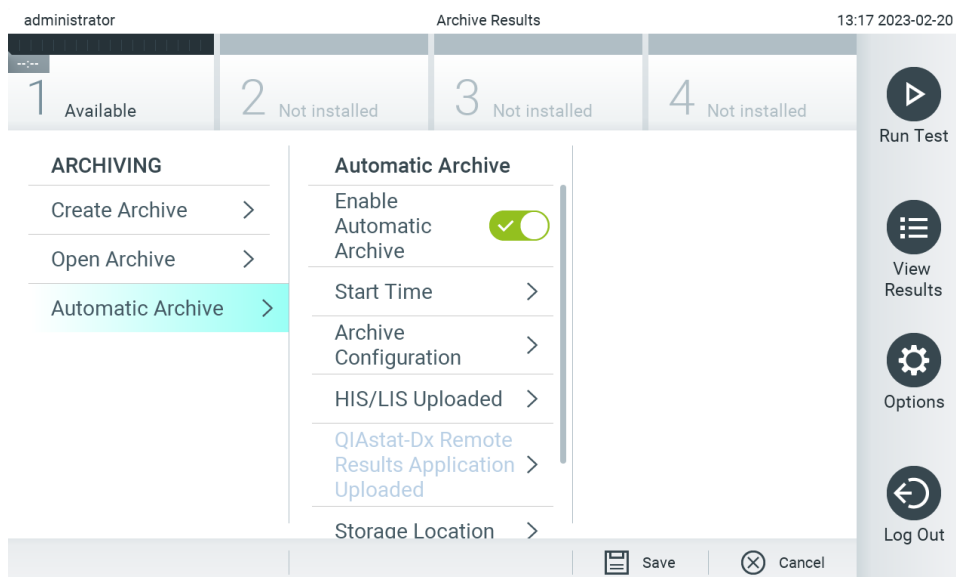 administrator
Archive Results
13:17 2023-02-20
--:--
1 Available
2 Not installed
3 Not installed
4 Not installed
Run Test
ARCHIVING
Create Archive
Open Archive
Automatic Archive
Automatic Archive
Enable
Automatic
Archive
Start Time
Archive
Configuration
HIS/LIS Uploaded
QIAstat-Dx Remote
Results Application
Uploaded
Storage Location
View
Results
Options
Log Out
Save
Cancel